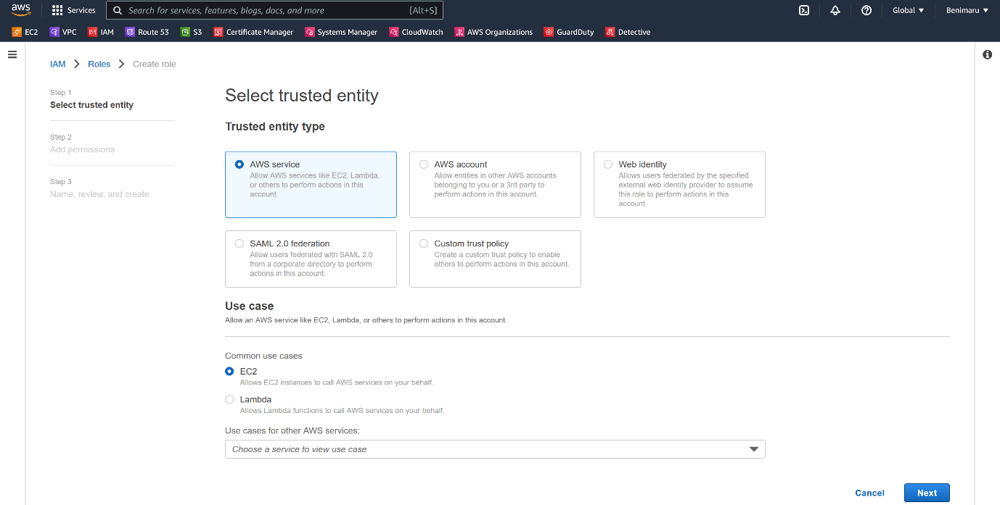 aws
Services
Search for services, features, blogs, docs, and more [Alt+S]
Global
Benimaru
EC2 VPC IAM Route 53 S3 Certificate Manager Systems Manager CloudWatch AWS Organizations GuardDuty Detective
IAM Roles Create role
Step 1
Select trusted entity
Step 2
Add permissions
Step 3
Name, review, and create
Select trusted entity
Trusted entity type
AWS service
Allow AWS services like EC2, Lambda,
or others to perform actions in this
account.
AWS account
Allow entities in other AWS accounts
belonging to you or a 3rd party to
perform actions in this account.
Web identity
Allows users federated by the specified
external web identity provider to assume
this role to perform actions in this
account.
SAML 2.0 federation
Allow users federated with SAML 2.0
from a corporate directory to perform
actions in this account.
Custom trust policy
Create a custom trust policy to enable
others to perform actions in this account.
Use case
Allow an AWS service like EC2, Lambda, or others to perform actions in this account.
Common use cases
EC2
Allows EC2 instances to call AWS services on your behalf.
Lambda
Allows Lambda functions to call AWS services on your behalf.
Use cases for other AWS services:
Choose a service to view use case
Cancel
Next